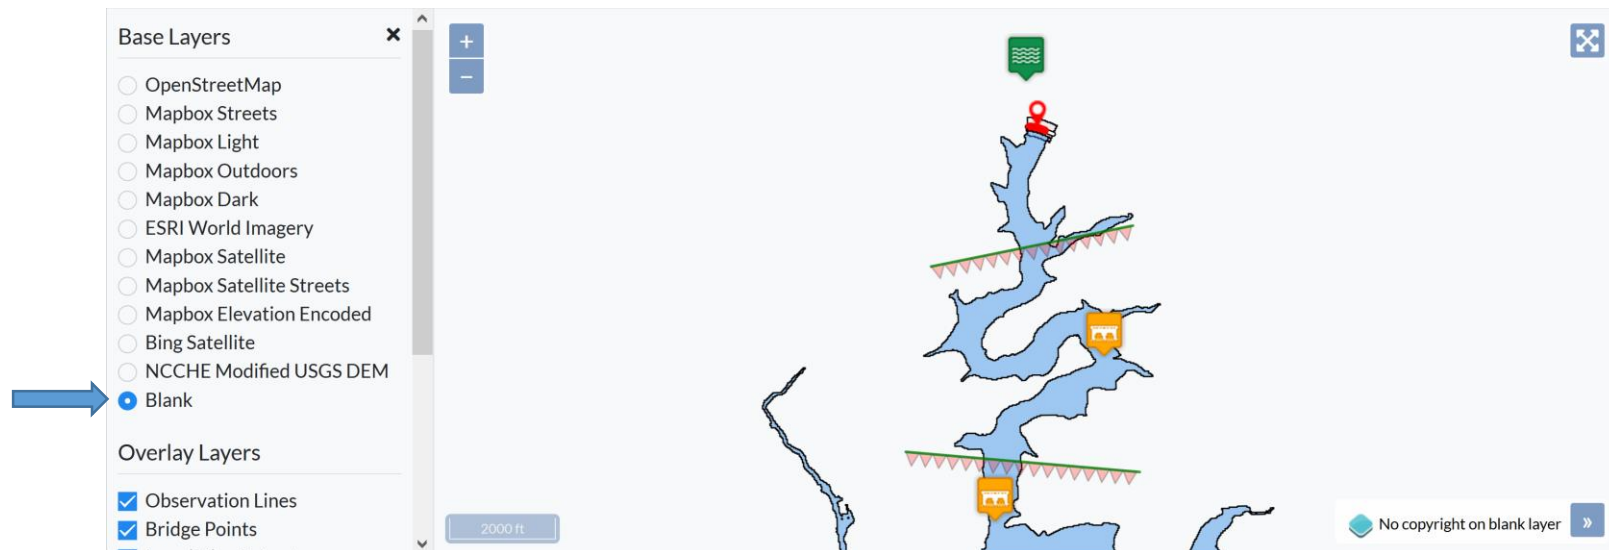 Base Layers
OpenStreetMap
Mapbox Streets
Mapbox Light
Mapbox Outdoors
Mapbox Dark
ESRI World Imagery
Mapbox Satellite
Mapbox Satellite Streets
Mapbox Elevation Encoded
Bing Satellite
NCCHE Modified USGS DEM
Blank
Overlay Layers
Observation Lines
Bridge Points
2000 ft
No copyright on blank layer